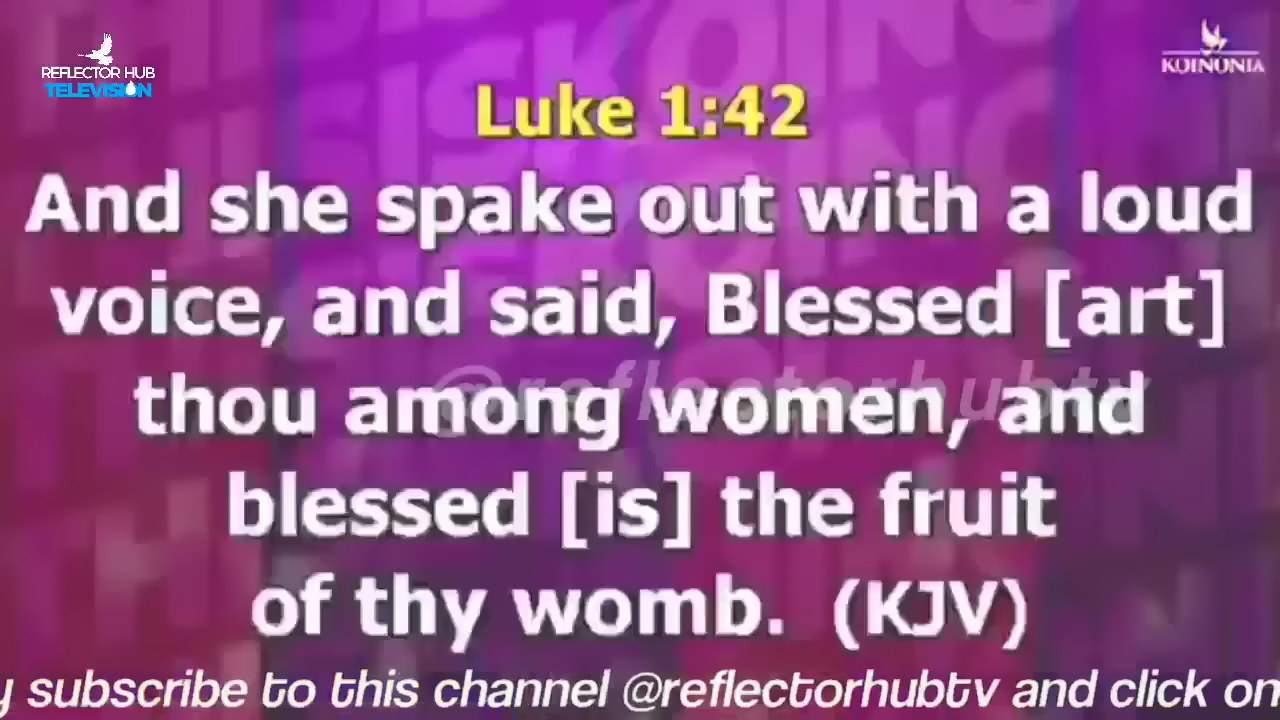 REFLECTOR HUB
TELEVISION
KOINONIA
Luke 1:42
And she spake out with a loud
voice, and said, Blessed [art]
thou among women, and
@reflectorhubtv
blessed [is] the fruit
of thy womb. (KJV)
subscribe to this channel @reflectorhubtv and click on